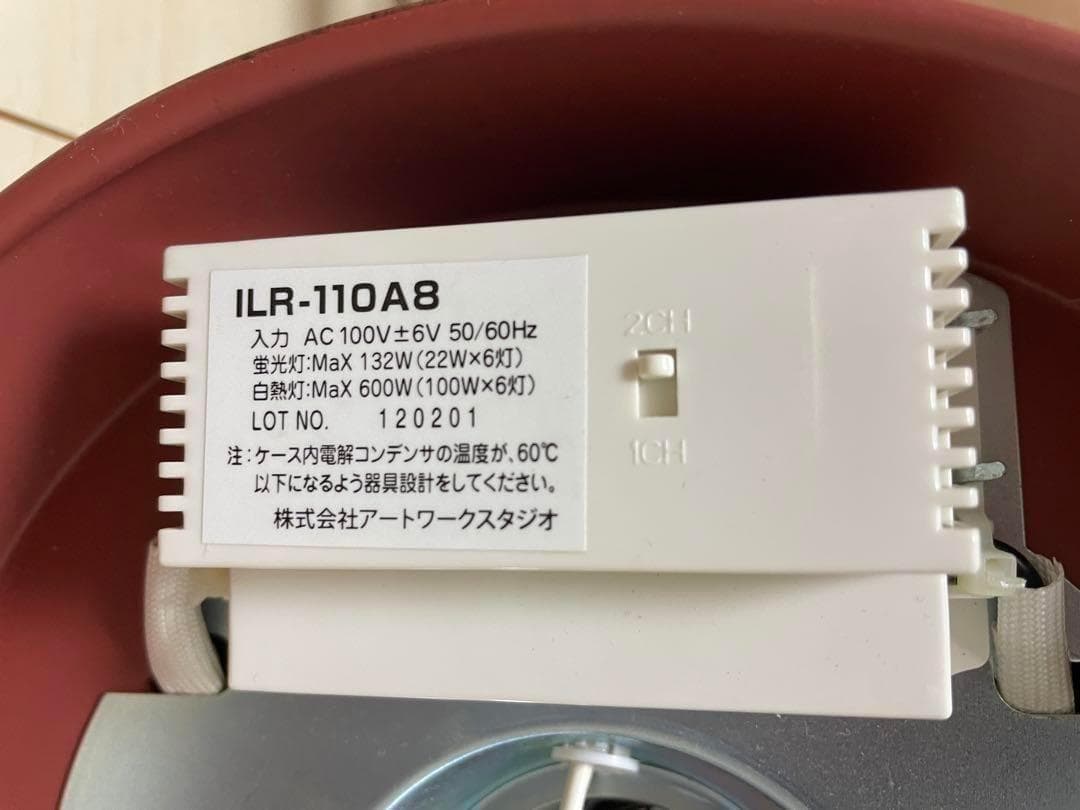 ILR-110A8
入力 AC 100V±6V 50/60Hz
蛍光灯:MaX 132W(22W×6灯)
白熱灯:MaX 600W(100W×6灯)
LOT NO. 120201
注:ケース内電解コンデンサの温度が、60℃
以下になるよう器具設計をしてください。
株式会社アートワークスタジオ
2CH
1CH